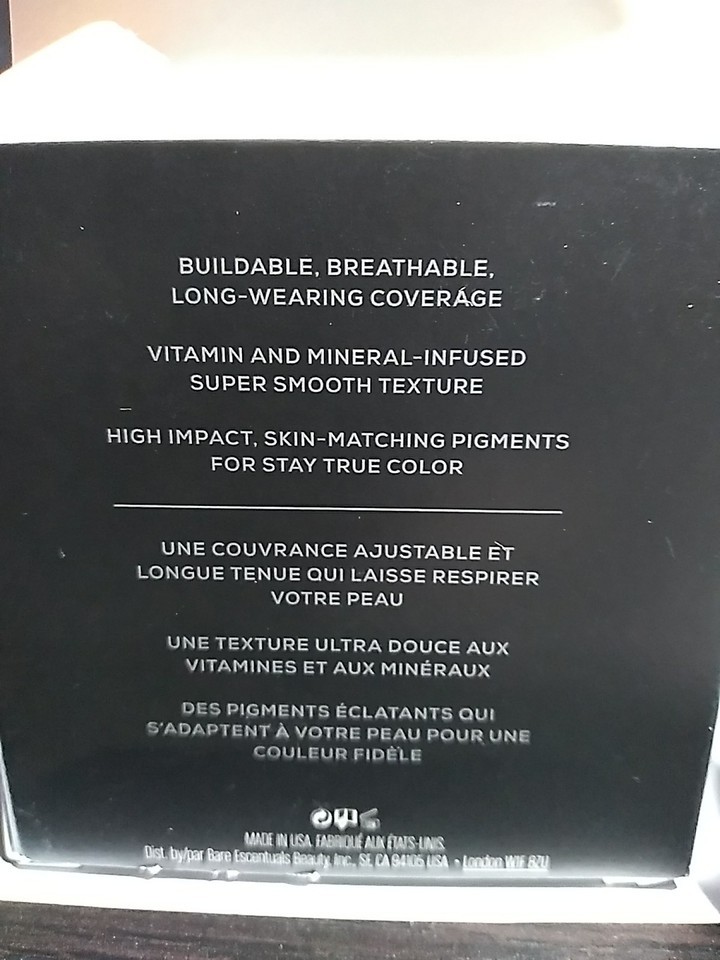 BUILDABLE, BREATHABLE,
LONG-WEARING COVERAGE
VITAMIN AND MINERAL-INFUSED
SUPER SMOOTH TEXTURE
HIGH IMPACT, SKIN-MATCHING PIGMENTS
FOR STAY TRUE COLOR
UNE COUVRANCE AJUSTABLE ET
LONGUE TENUE QUI LAISSE RESPIRER
VOTRE PEAU
UNE TEXTURE ULTRA DOUCE AUX
VITAMINES ET AUX MINÉRAUX
DES PIGMENTS ÉCLATANTS QUI
S'ADAPTENT À VOTRE PEAU POUR UNE
COULEUR FIDÈLE
MADE IN USA. FABRIQUÉ AUX ÉTATS-UNIS.
Dist. by/par Bare Escentuals Beauty, Inc., SF, CA 94105 USA • London W1F 8ZU